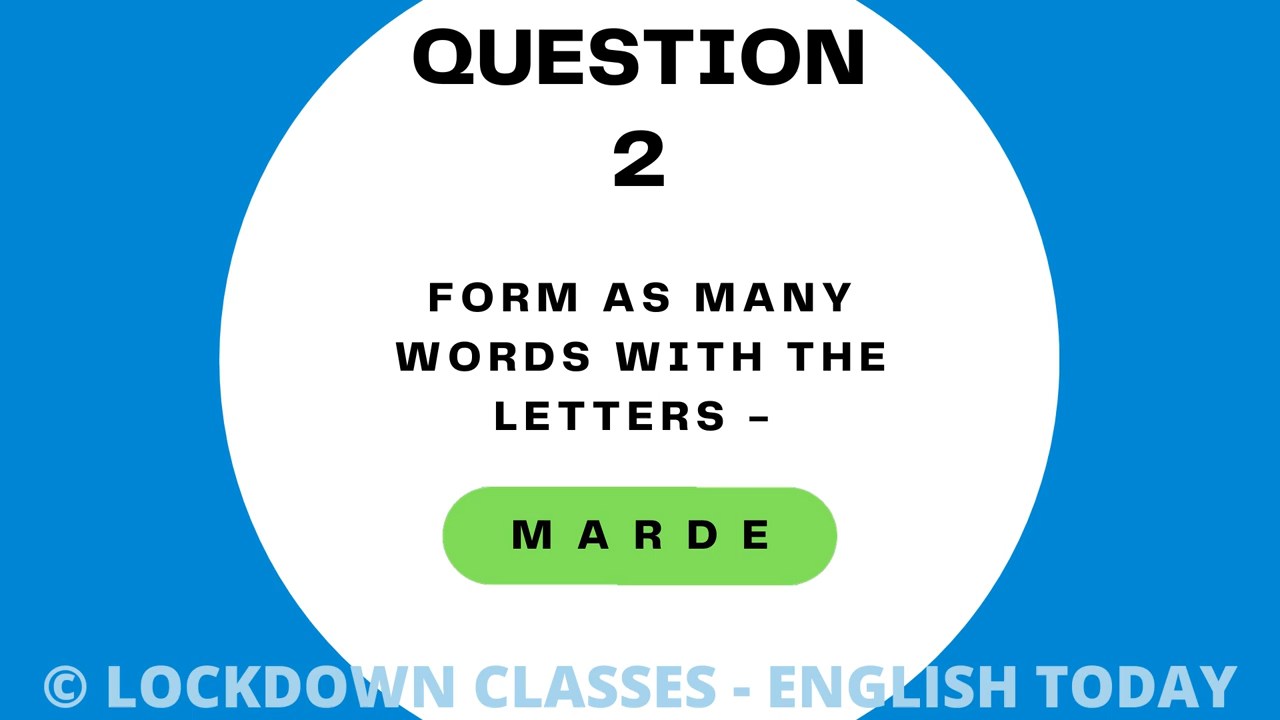 QUESTION
2
FORM AS MANY
WORDS WITH THE
LETTERS –
M A R D E
© LOCKDOWN CLASSES - ENGLISH TODAY